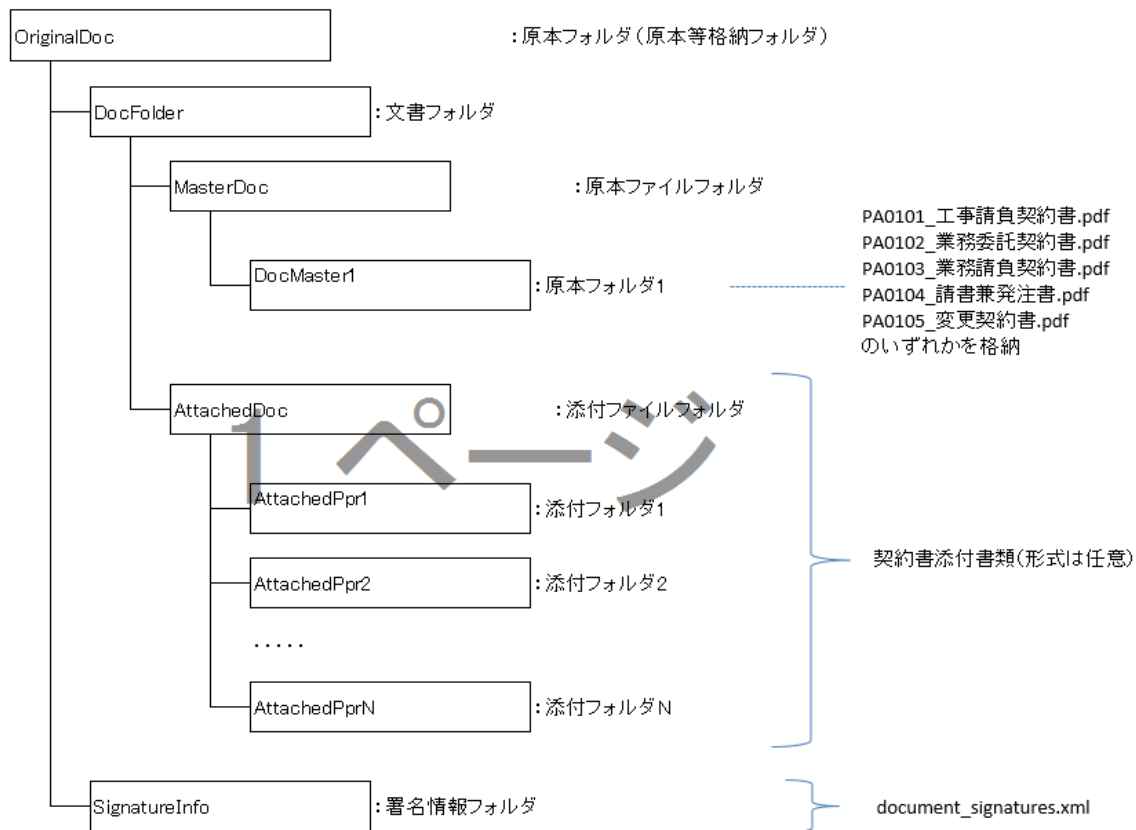 OriginalDoc :原本フォルダ(原本等格納フォルダ)
DocFolder :文書フォルダ
MasterDoc :原本ファイルフォルダ
DocMaster1 :原本フォルダ1
PA0101_工事請負契約書.pdf
PA0102_業務委託契約書.pdf
PA0103_業務請負契約書.pdf
PA0104_請書兼発注書.pdf
PA0105_変更契約書.pdf
のいずれかを格納
AttachedDoc :添付ファイルフォルダ
1 ページ
AttachedPpr1 :添付フォルダ1
AttachedPpr2 :添付フォルダ2
契約書添付書類(形式は任意)
.....
AttachedPprN :添付フォルダN
SignatureInfo :署名情報フォルダ
document_signatures.xml